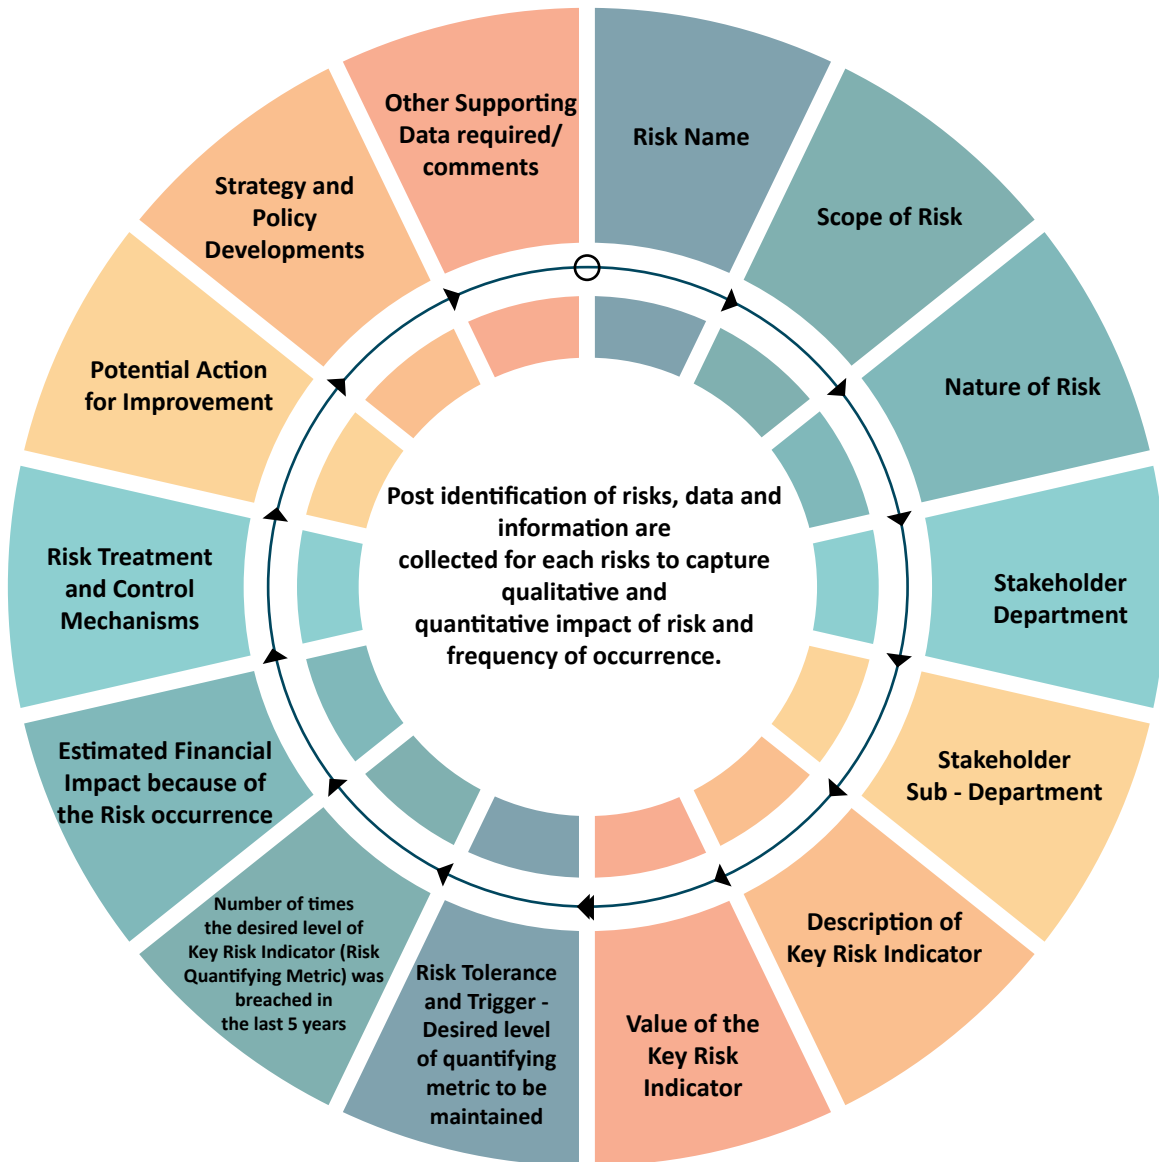 Risk Name
Scope of Risk
Nature of Risk
Stakeholder
Department
Stakeholder
Sub - Department
Description of
Key Risk Indicator
Value of the
Key Risk
Indicator
Risk Tolerance
and Trigger -
Desired level
of quantifying
metric to be
maintained
Number of times
the desired level of
Key Risk Indicator (Risk
Quantifying Metric) was
breached in
the last 5 years
Estimated Financial
Impact because of
the Risk occurrence
Risk Treatment
and Control
Mechanisms
Potential Action
for Improvement
Strategy and
Policy
Developments
Other Supporting
Data required/
comments
Post identification of risks, data and
information are
collected for each risks to capture
qualitative and
quantitative impact of risk and
frequency of occurrence.